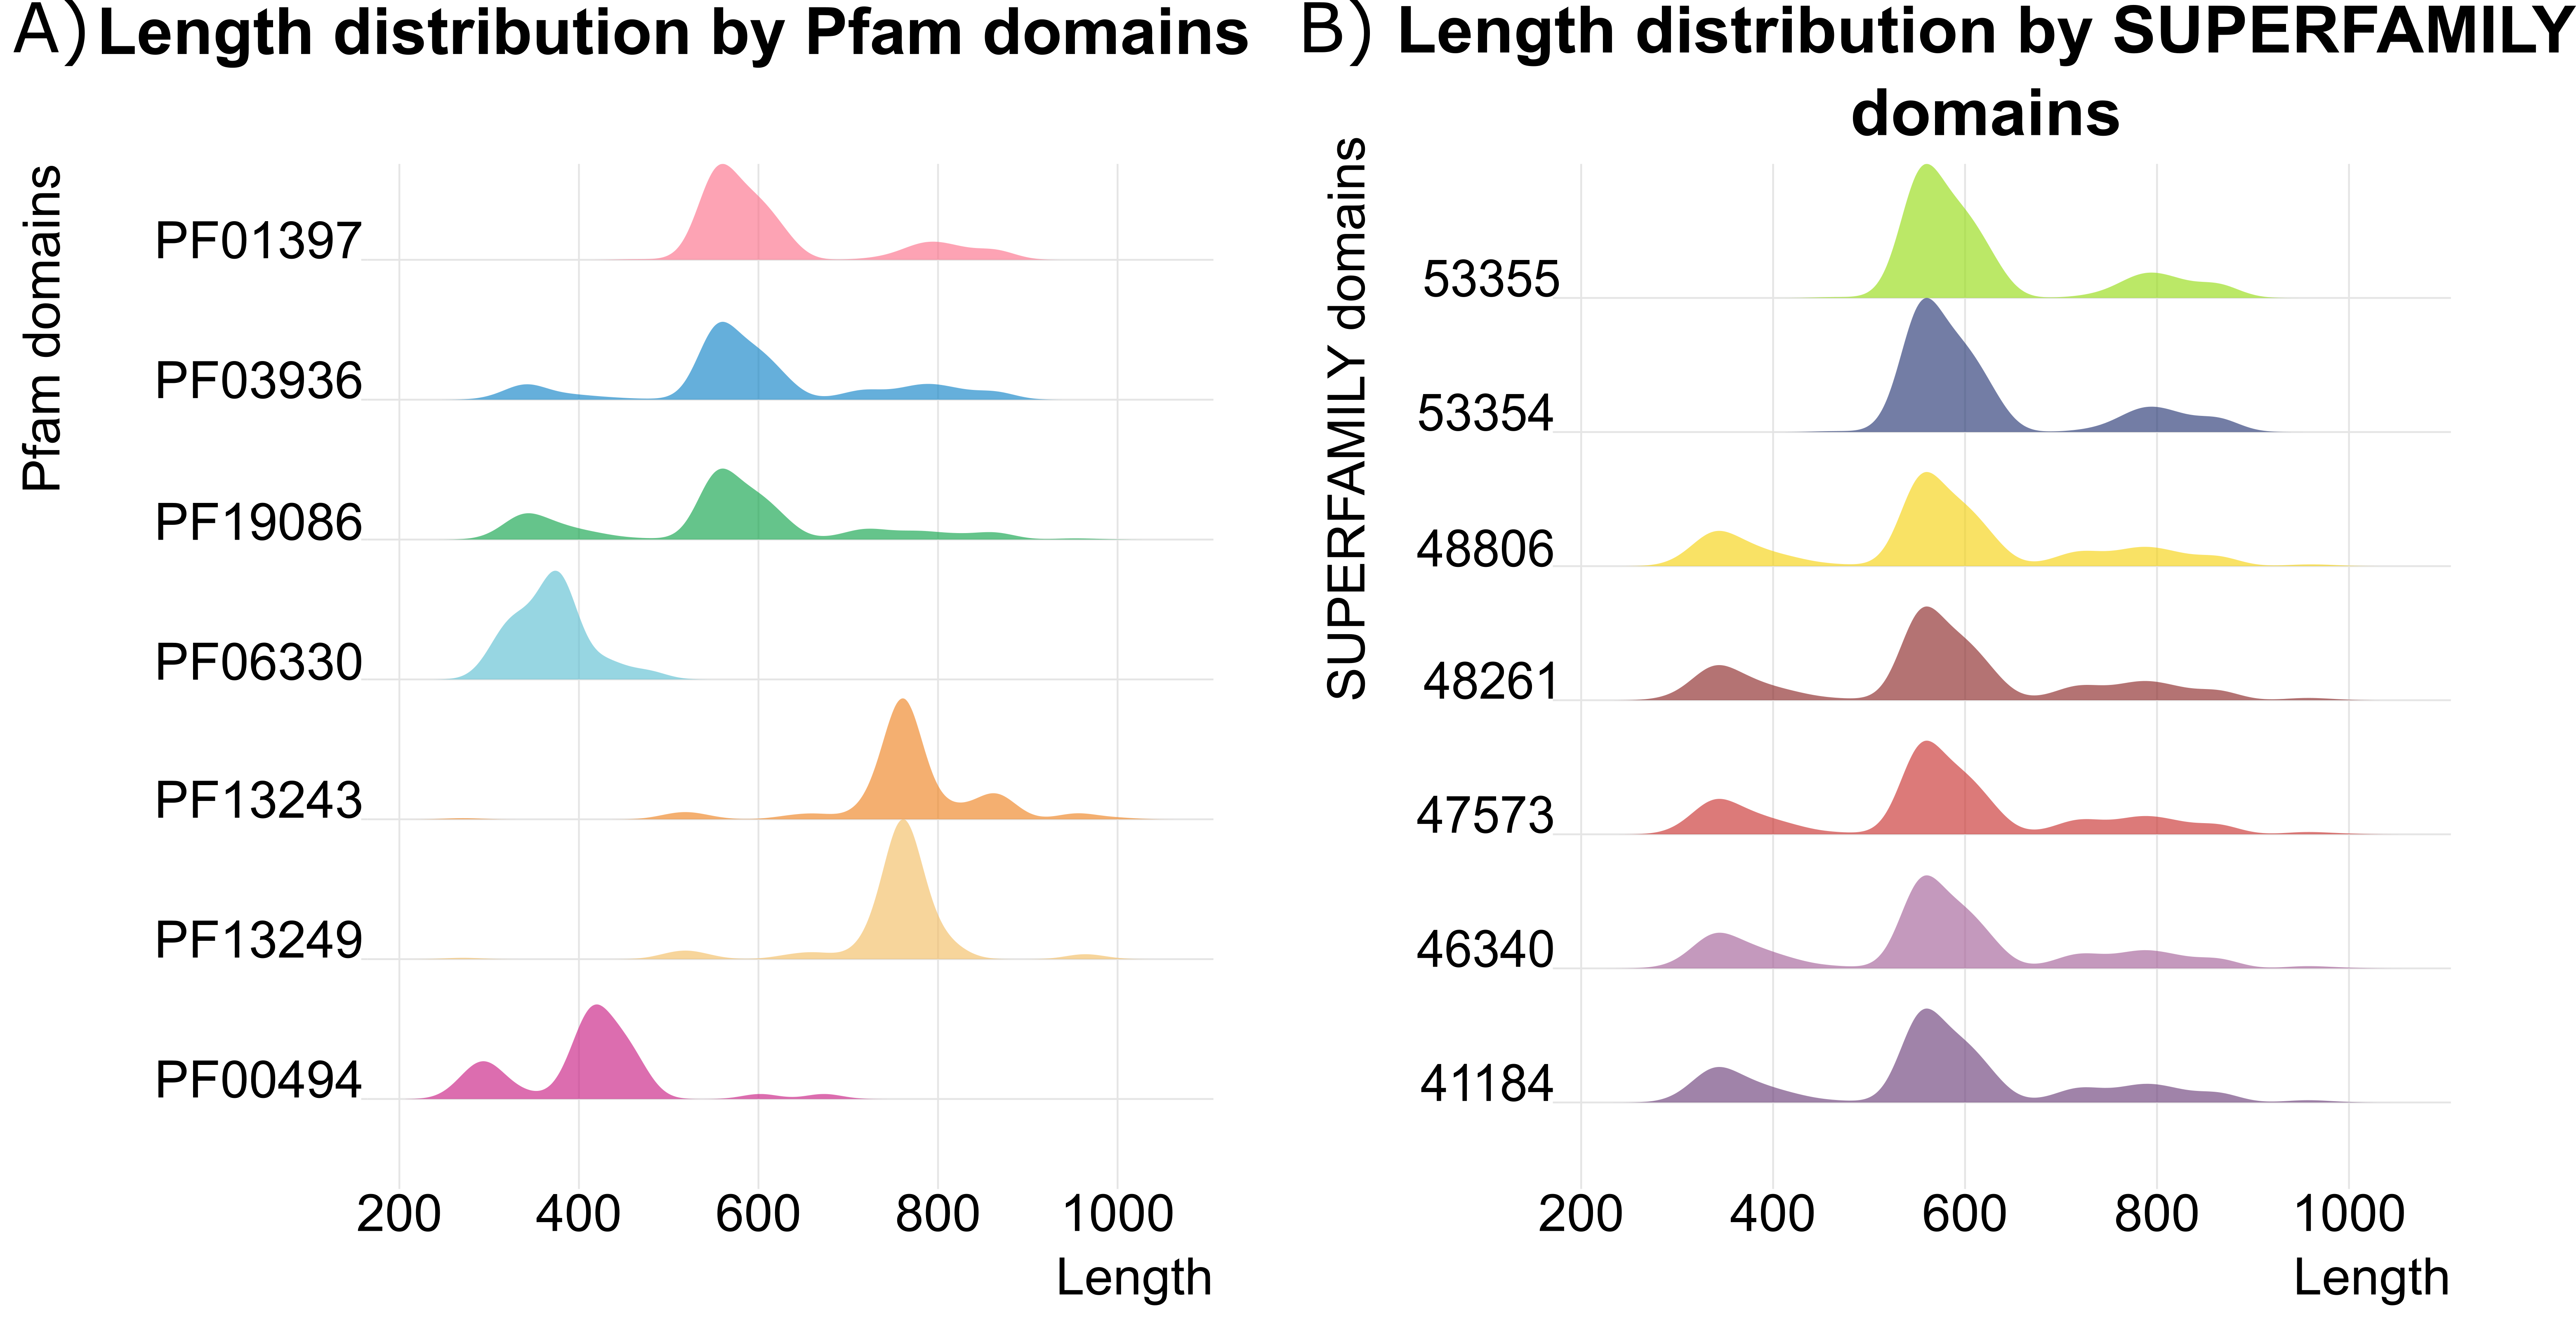 A) Length distribution by Pfam domains
Pfam domains
PF01397
PF03936
PF19086
PF06330
PF13243
PF13249
PF00494
200 400 600 800 1000
Length
B) Length distribution by SUPERFAMILY
domains
SUPERFAMILY domains
53355
53354
48806
48261
47573
46340
41184
200 400 600 800 1000
Length